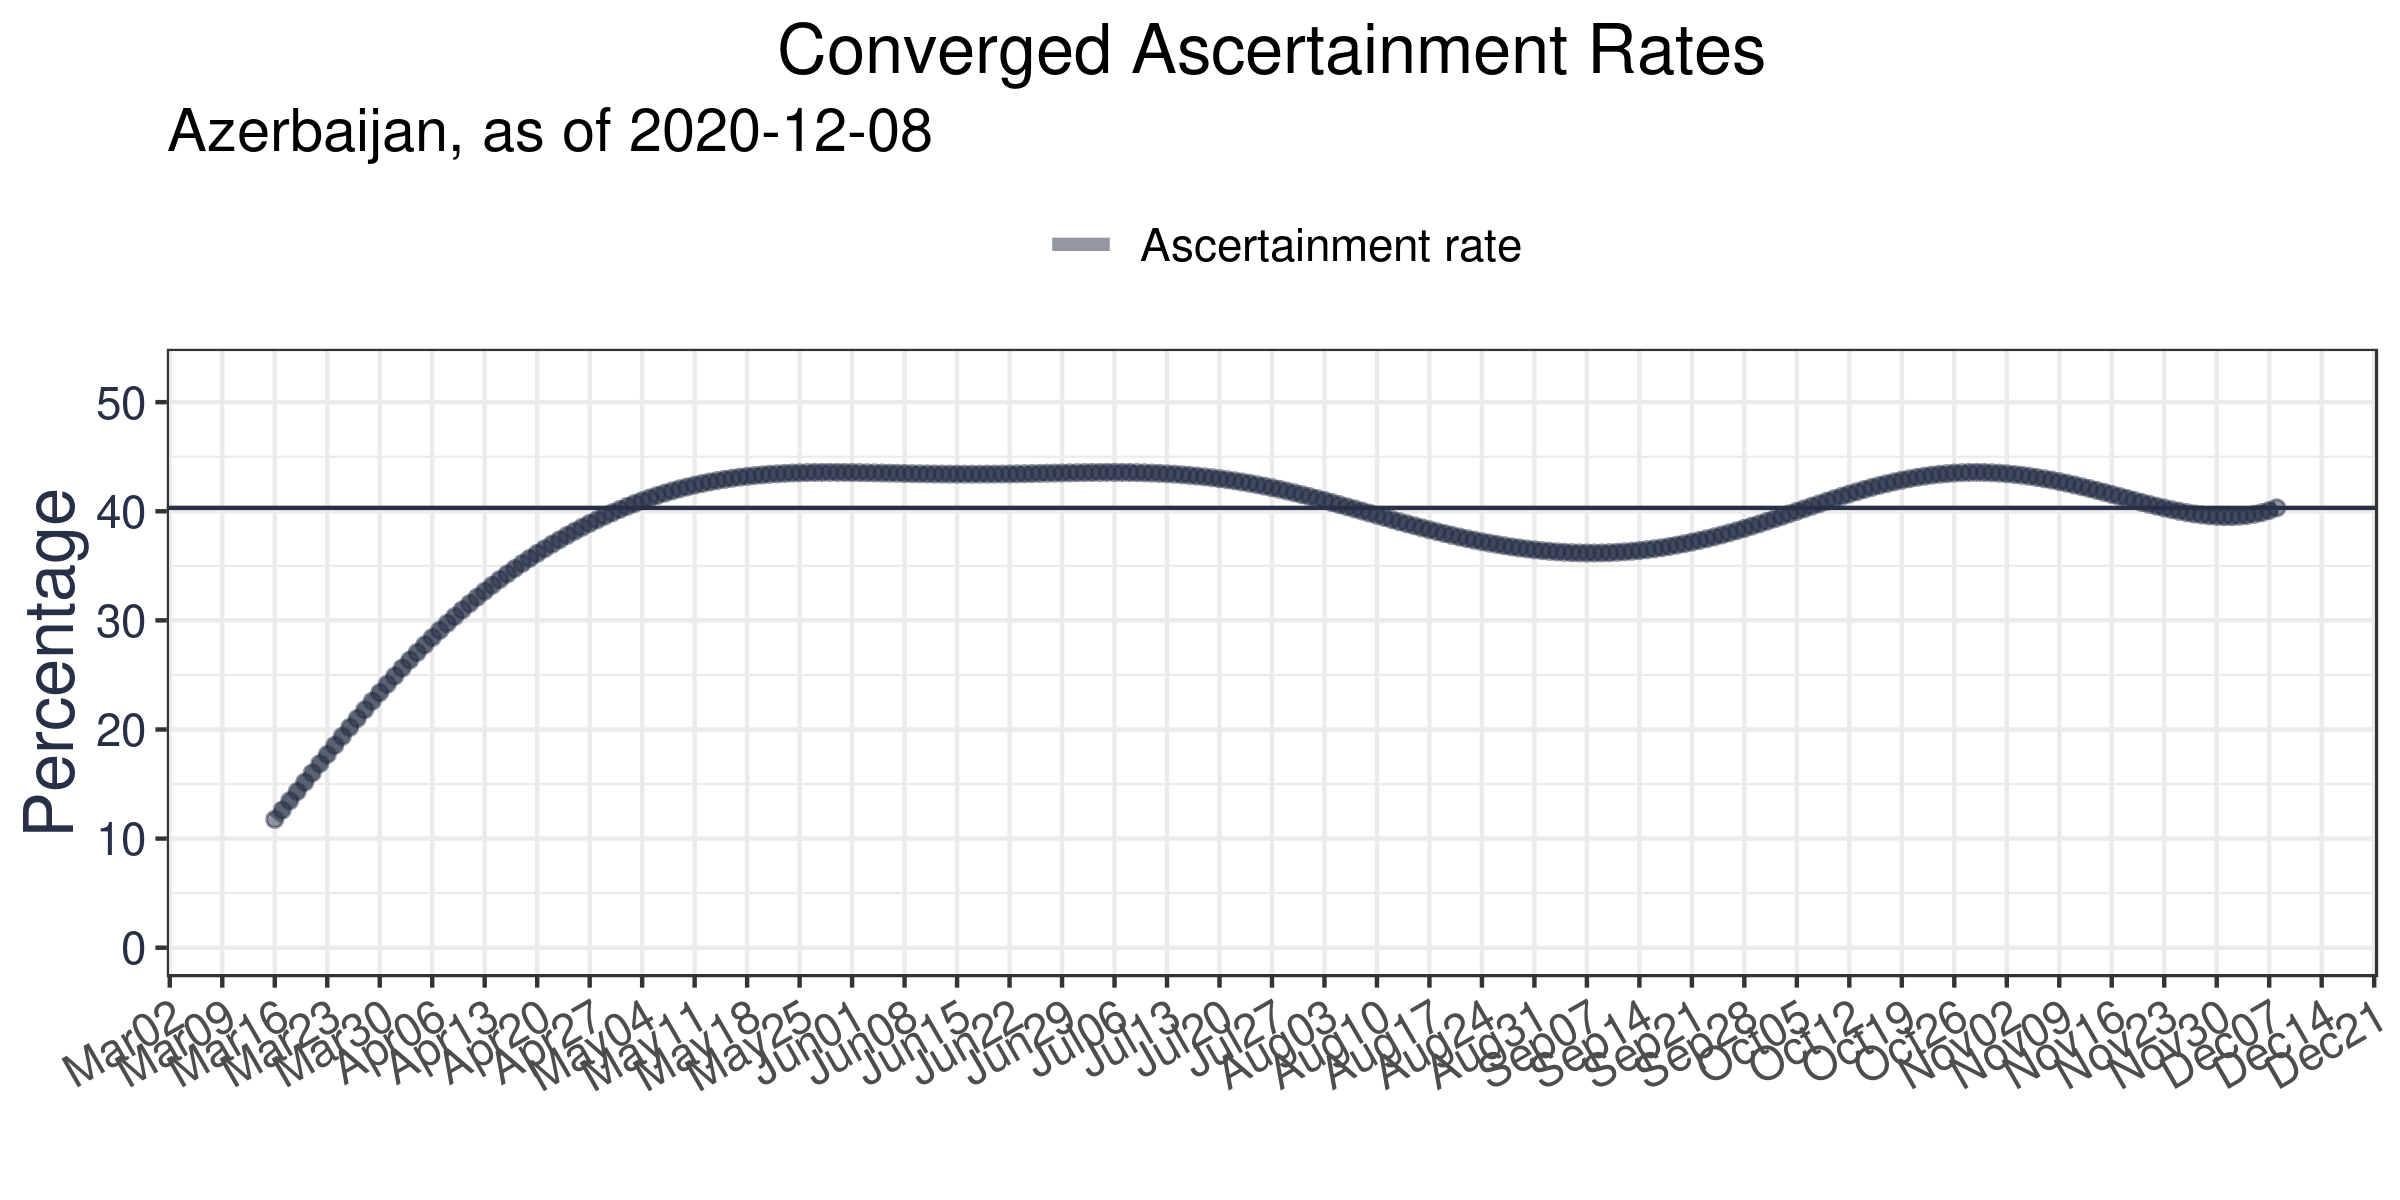 Converged Ascertainment Rates
Azerbaijan, as of 2020-12-08
Ascertainment rate
Percentage
50
40
30
20
10
0
Mar02
Mar09
Mar16
Mar23
Mar30
Apr06
Apr13
Apr20
Apr27
May04
May11
May18
May25
Jun01
Jun08
Jun15
Jun22
Jun29
Jul06
Jul13
Jul20
Jul27
Aug03
Aug10
Aug17
Aug24
Aug31
Sep07
Sep14
Sep21
Sep28
Oct05
Oct12
Oct19
Oct26
Nov02
Nov09
Nov16
Nov23
Nov30
Dec07
Dec14
Dec21